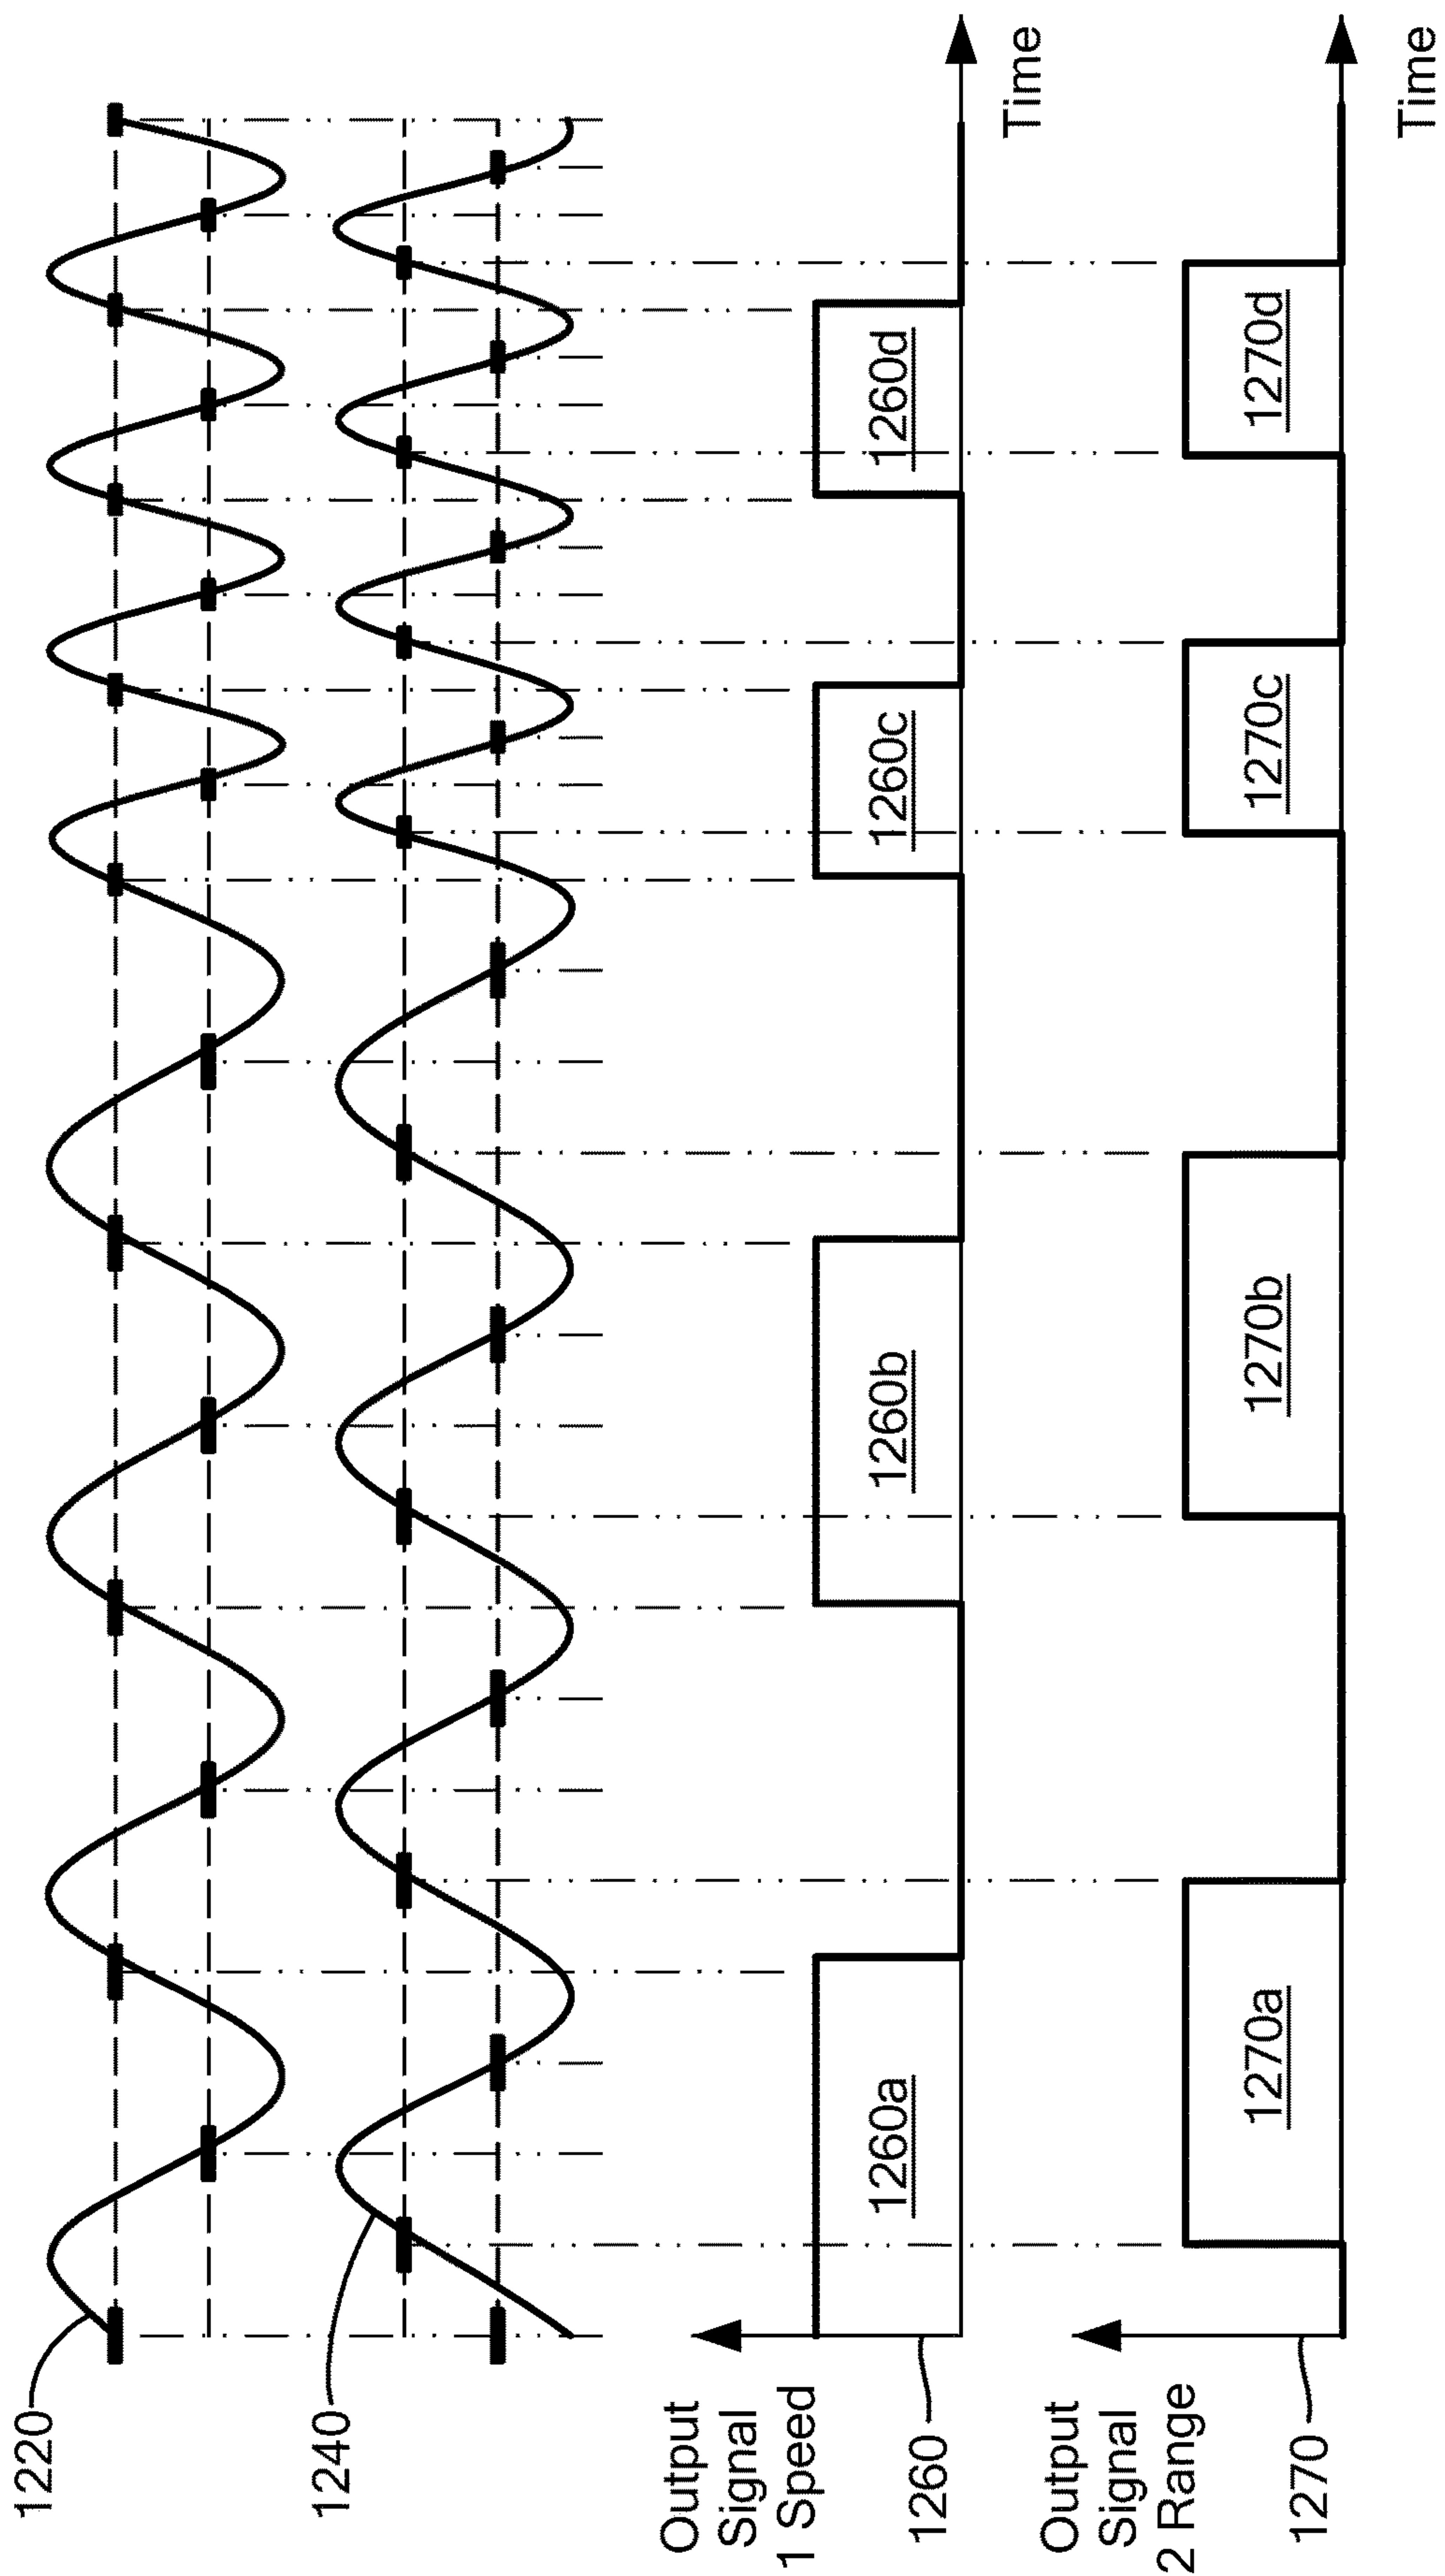 1220
1240
Output
Signal
1 Speed
1260
1260a
1260b
1260c
1260d
Time
Output
Signal
2 Range
1270
1270a
1270b
1270c
1270d
Time